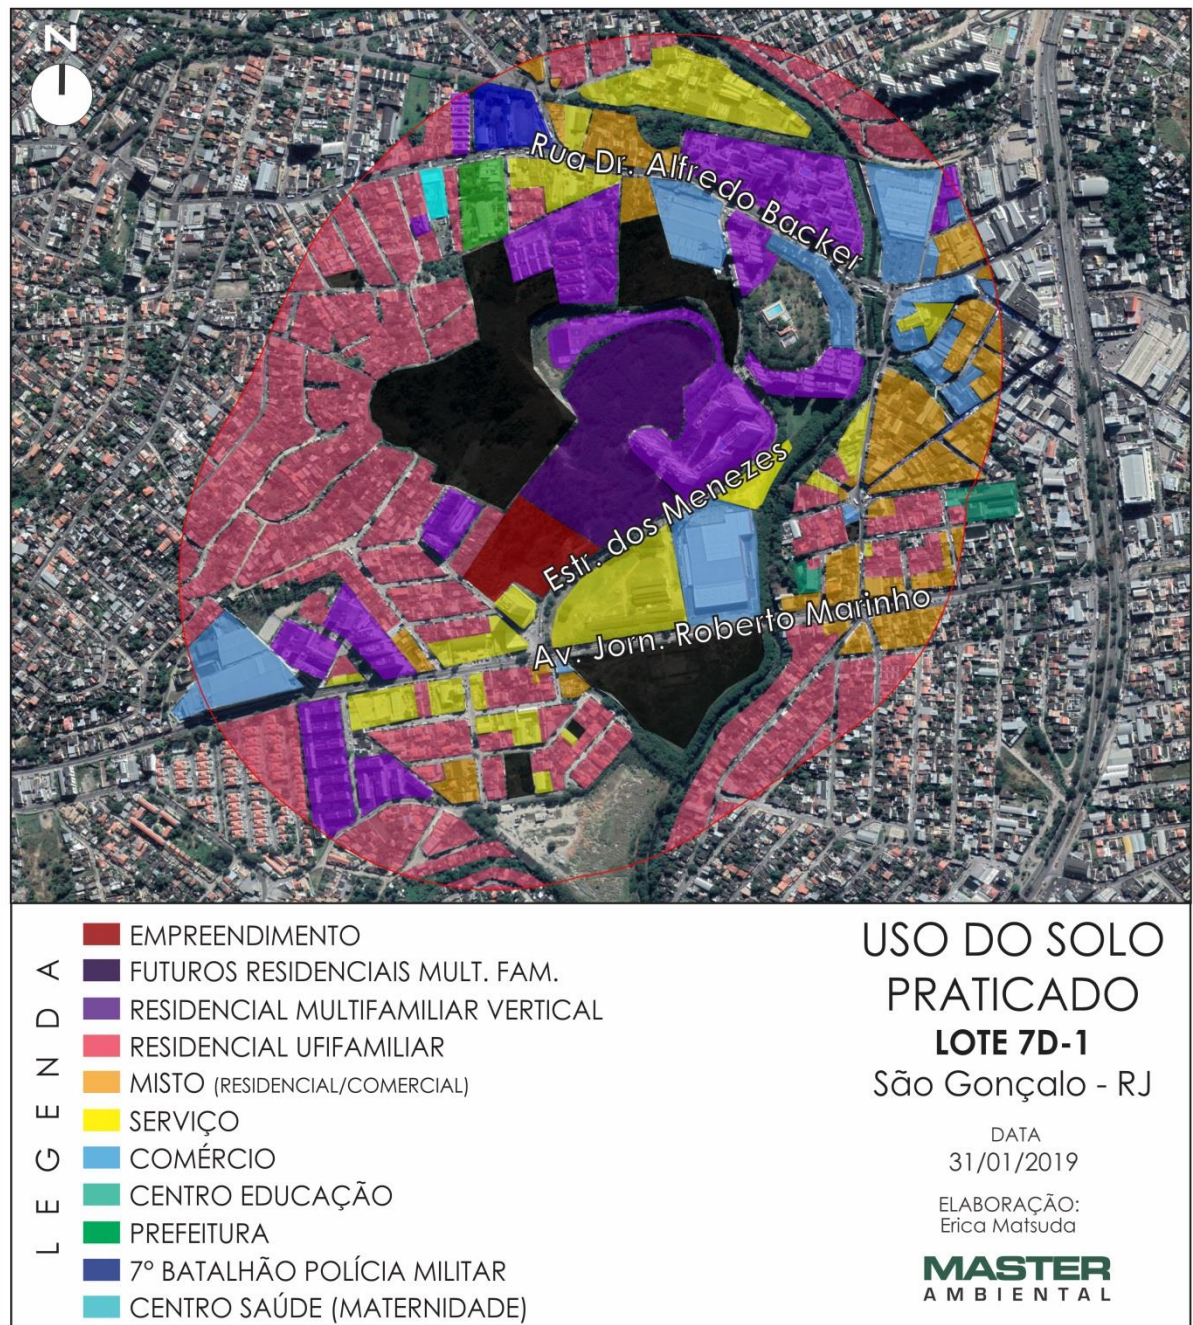 N
Rua Dr. Alfredo Backer
Estr. dos Menezes
Av. Jorn. Roberto Marinho
LEGENDA
EMPREENDIMENTO
FUTUROS RESIDENCIAIS MULT. FAM.
RESIDENCIAL MULTIFAMILIAR VERTICAL
RESIDENCIAL UFIFAMILIAR
MISTO (RESIDENCIAL/COMERCIAL)
SERVIÇO
COMÉRCIO
CENTRO EDUCAÇÃO
PREFEITURA
7º BATALHÃO POLÍCIA MILITAR
CENTRO SAÚDE (MATERNIDADE)
USO DO SOLO
PRATICADO
LOTE 7D-1
São Gonçalo - RJ
DATA
31/01/2019
ELABORAÇÃO:
Erica Matsuda
MASTER
AMBIENTAL